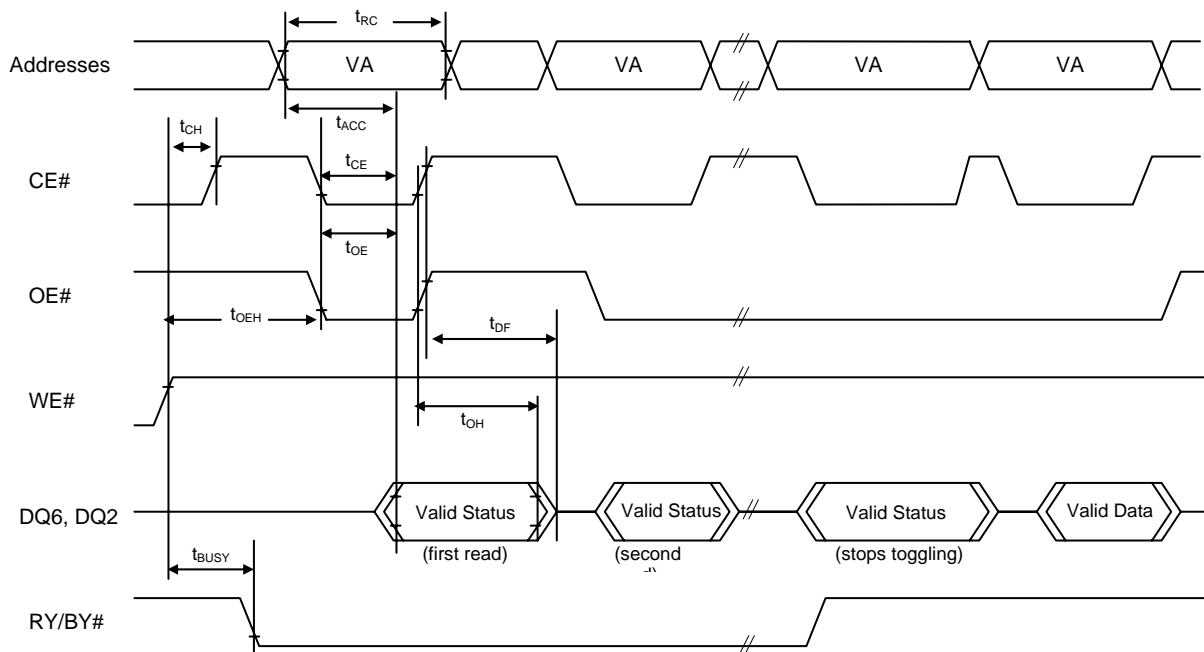 tRC
Addresses VA VA VA VA
tACC
tCH
tCE
CE#
tOE
OE#
tOEH
tDF
WE#
tOH
DQ6, DQ2 Valid Status Valid Status Valid Status Valid Data
(first read) (second (stops toggling)
tBUSY
RY/BY#